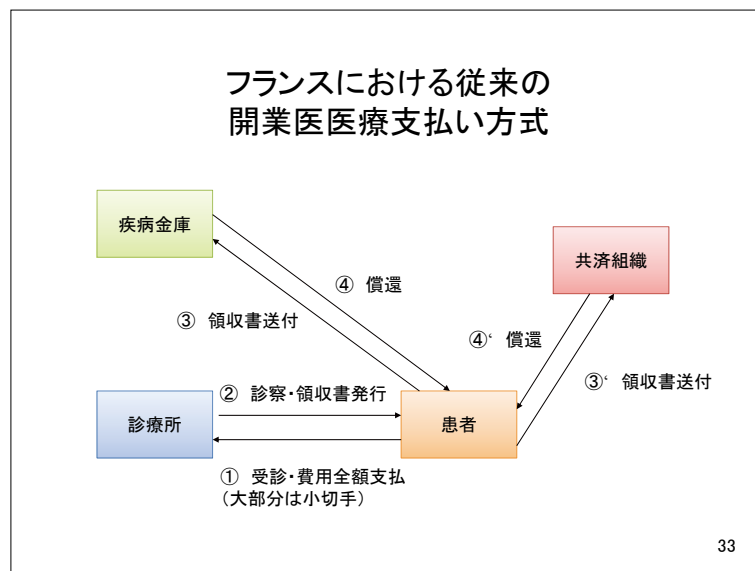 フランスにおける従来の
開業医医療支払い方式
疾病金庫
共済組織
④ 償還
③ 領収書送付
④‘ 償還
③‘ 領収書送付
② 診察・領収書発行
診療所
患者
① 受診・費用全額支払
（大部分は小切手）
33